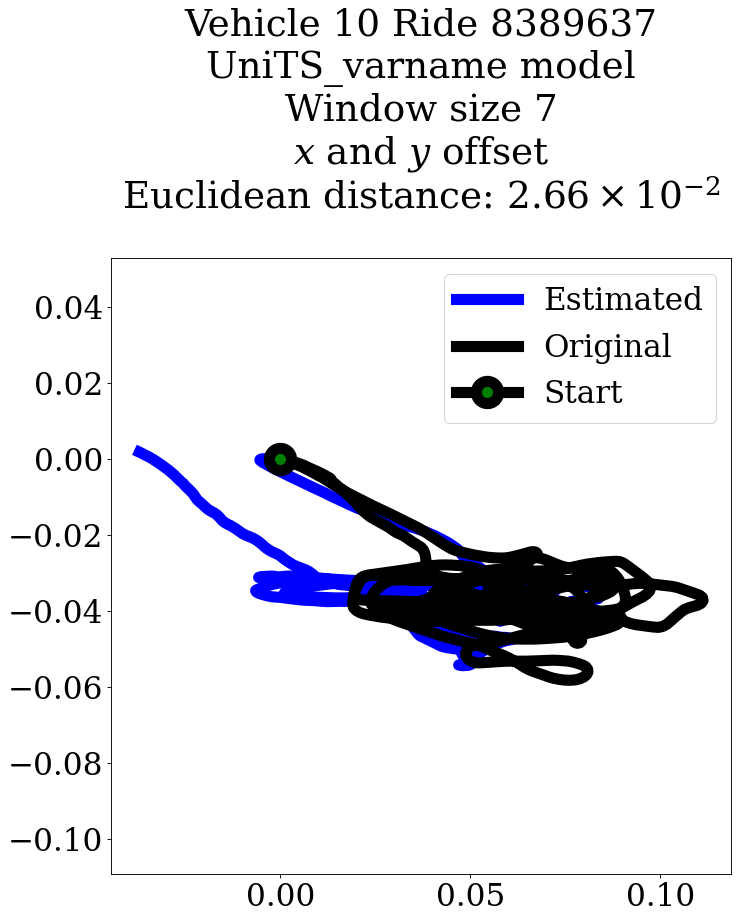 Vehicle 10 Ride 8389637
UniTS_varname model
Window size 7
x and y offset
Euclidean distance: 2.66 × 10⁻²
Estimated
Original
Start
0.04
0.02
0.00
−0.02
−0.04
−0.06
−0.08
−0.10
0.00 0.05 0.10